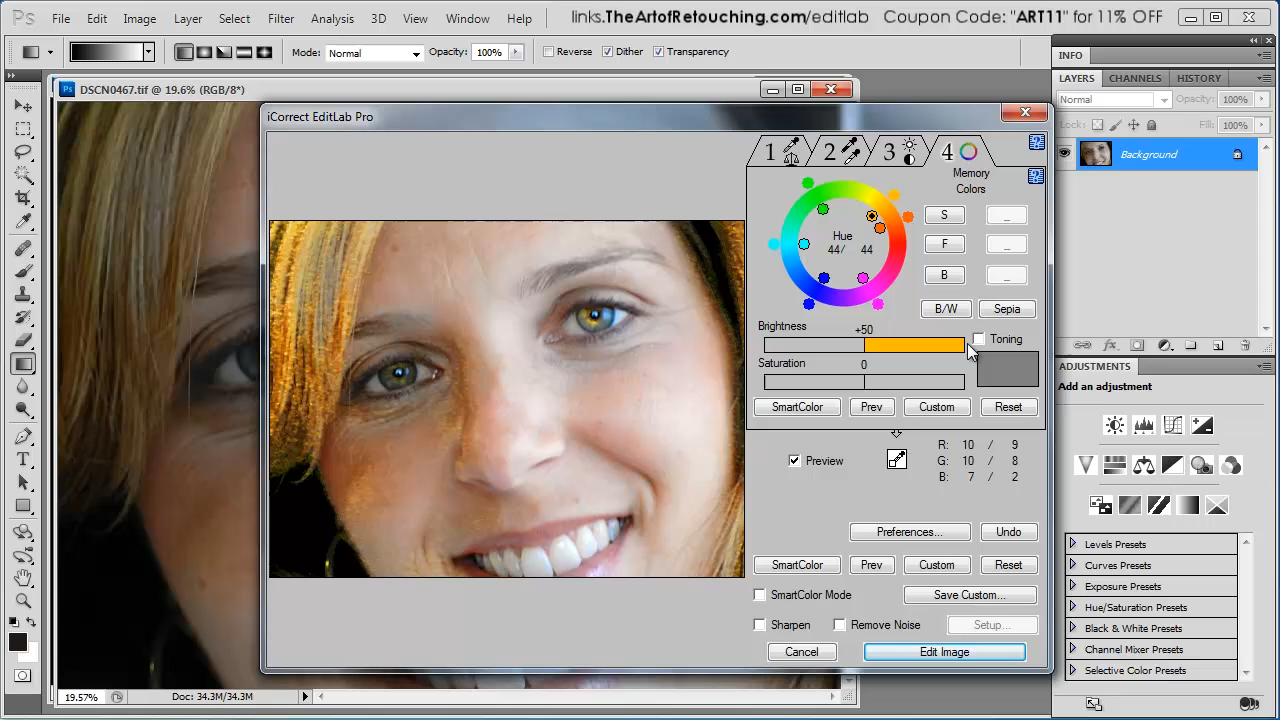 Ps File Edit Image Layer Select Filter Analysis 3D View Window Help
links.TheArtofRetouching.com/editlab Coupon Code: "ART11" for 11% OFF
Mode: Normal Opacity: 100% Reverse Dither Transparency
Ps DSCN0467.tif @ 19.6% (RGB/8*)
iCorrect EditLab Pro
1 2 3 4
Memory
Colors
Hue
44/ 44
S _
F _
B _
B/W Sepia
Brightness +50
Toning
Saturation 0
SmartColor Prev Custom Reset
Preview
R: 10 / 9
G: 10 / 8
B: 7 / 2
Preferences... Undo
SmartColor Prev Custom Reset
SmartColor Mode Save Custom...
Sharpen Remove Noise Setup...
Cancel Edit Image
19.57% Doc: 34.3M/34.3M
INFO
LAYERS CHANNELS HISTORY
Normal Opacity: 100%
Lock: Fill: 100%
Background
fx
ADJUSTMENTS
Add an adjustment
Levels Presets
Curves Presets
Exposure Presets
Hue/Saturation Presets
Black & White Presets
Channel Mixer Presets
Selective Color Presets